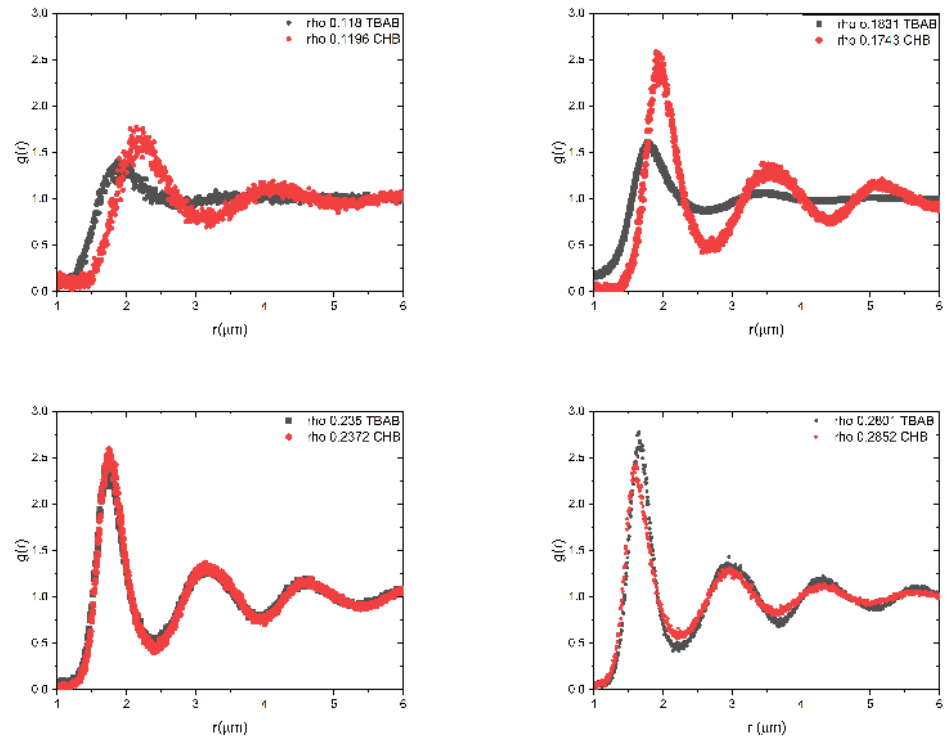 rho 0.118 TBAB
rho 0.1196 CHB
3.0
2.5
2.0
1.5
1.0
0.5
0.0
g(r)
1 2 3 4 5 6
r(μm)
rho o.1831 TBAB
rho 0.1743 CHB
3.0
2.5
2.0
1.5
1.0
0.5
0.0
g(r)
1 2 3 4 5 6
r(μm)
rho 0.235 TBAB
rho 0.2372 CHB
3.0
2.5
2.0
1.5
1.0
0.5
0.0
g(r)
1 2 3 4 5 6
r(μm)
rho 0.2801 TBAB
rho 0.2852 CHB
3.0
2.5
2.0
1.5
1.0
0.5
0.0
g(r)
1 2 3 4 5 6
r (μm)